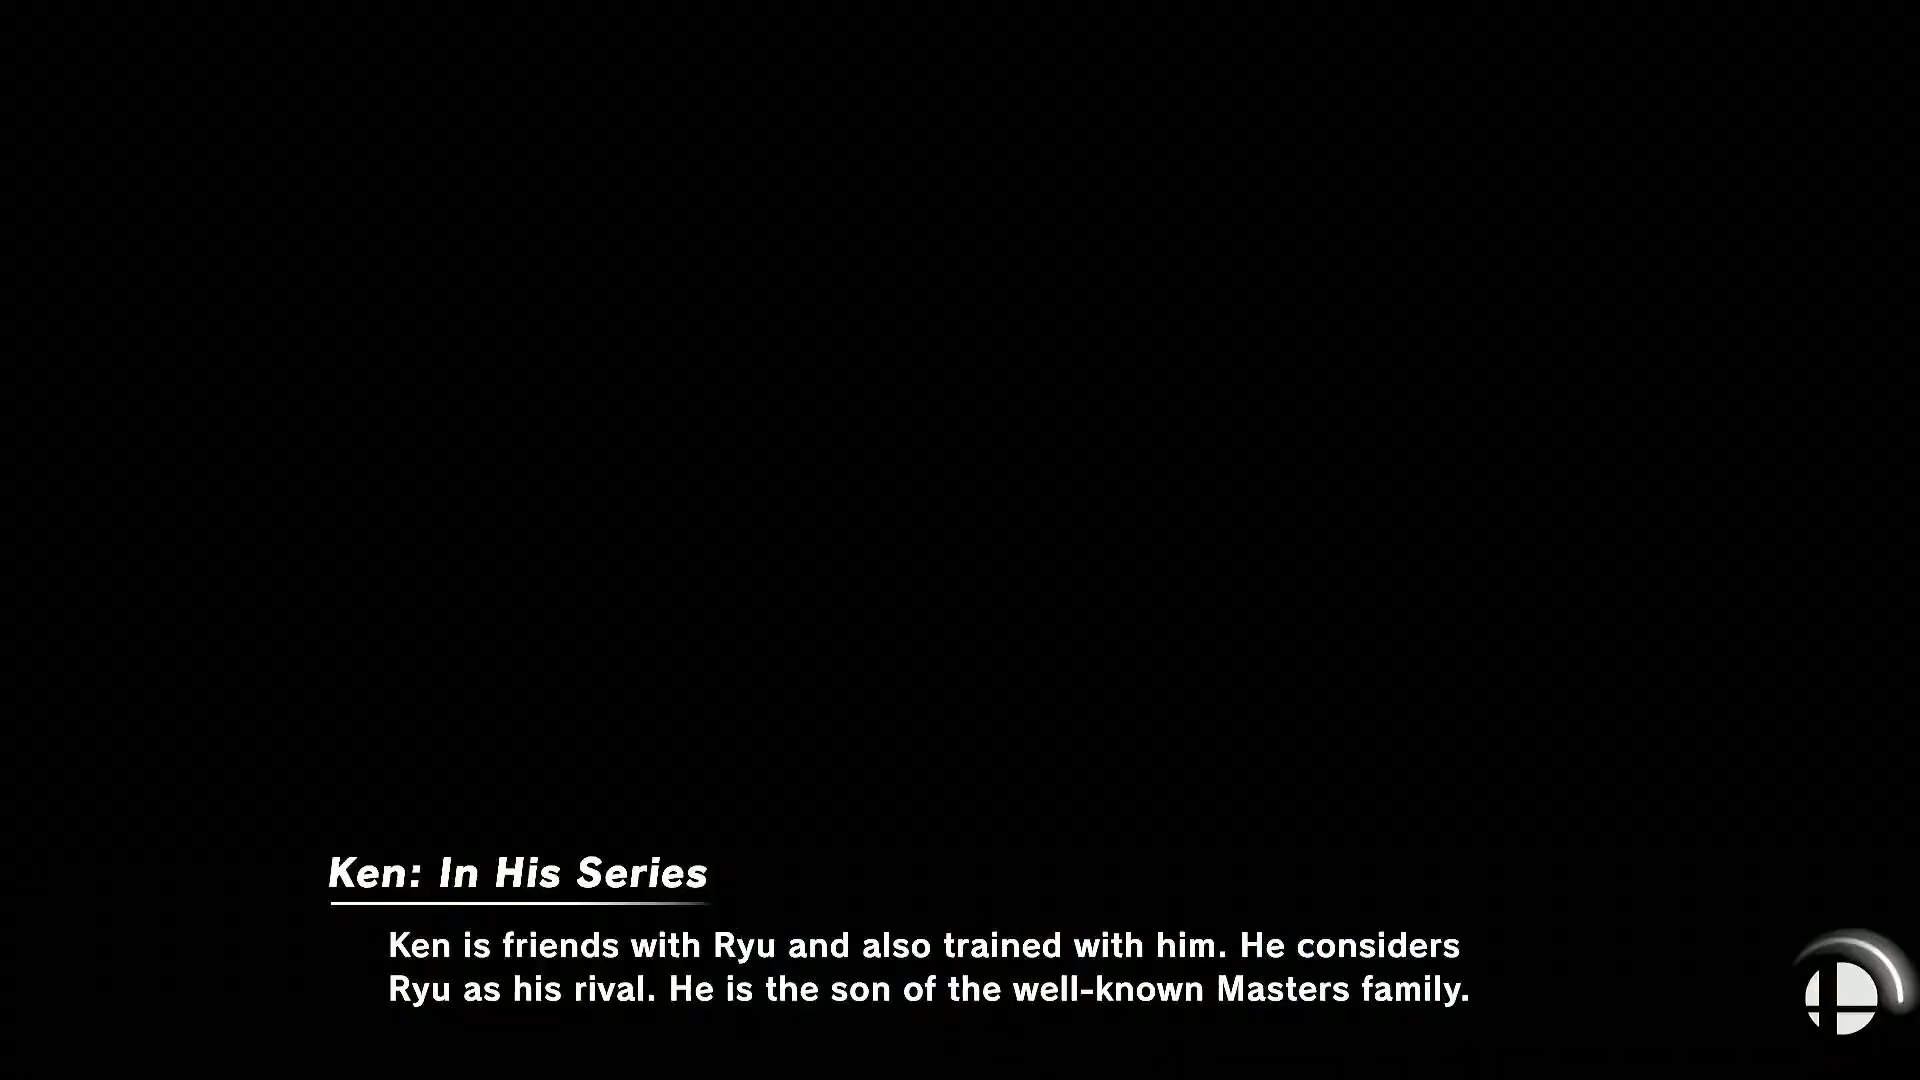 Ken: In His Series
Ken is friends with Ryu and also trained with him. He considers
Ryu as his rival. He is the son of the well-known Masters family.